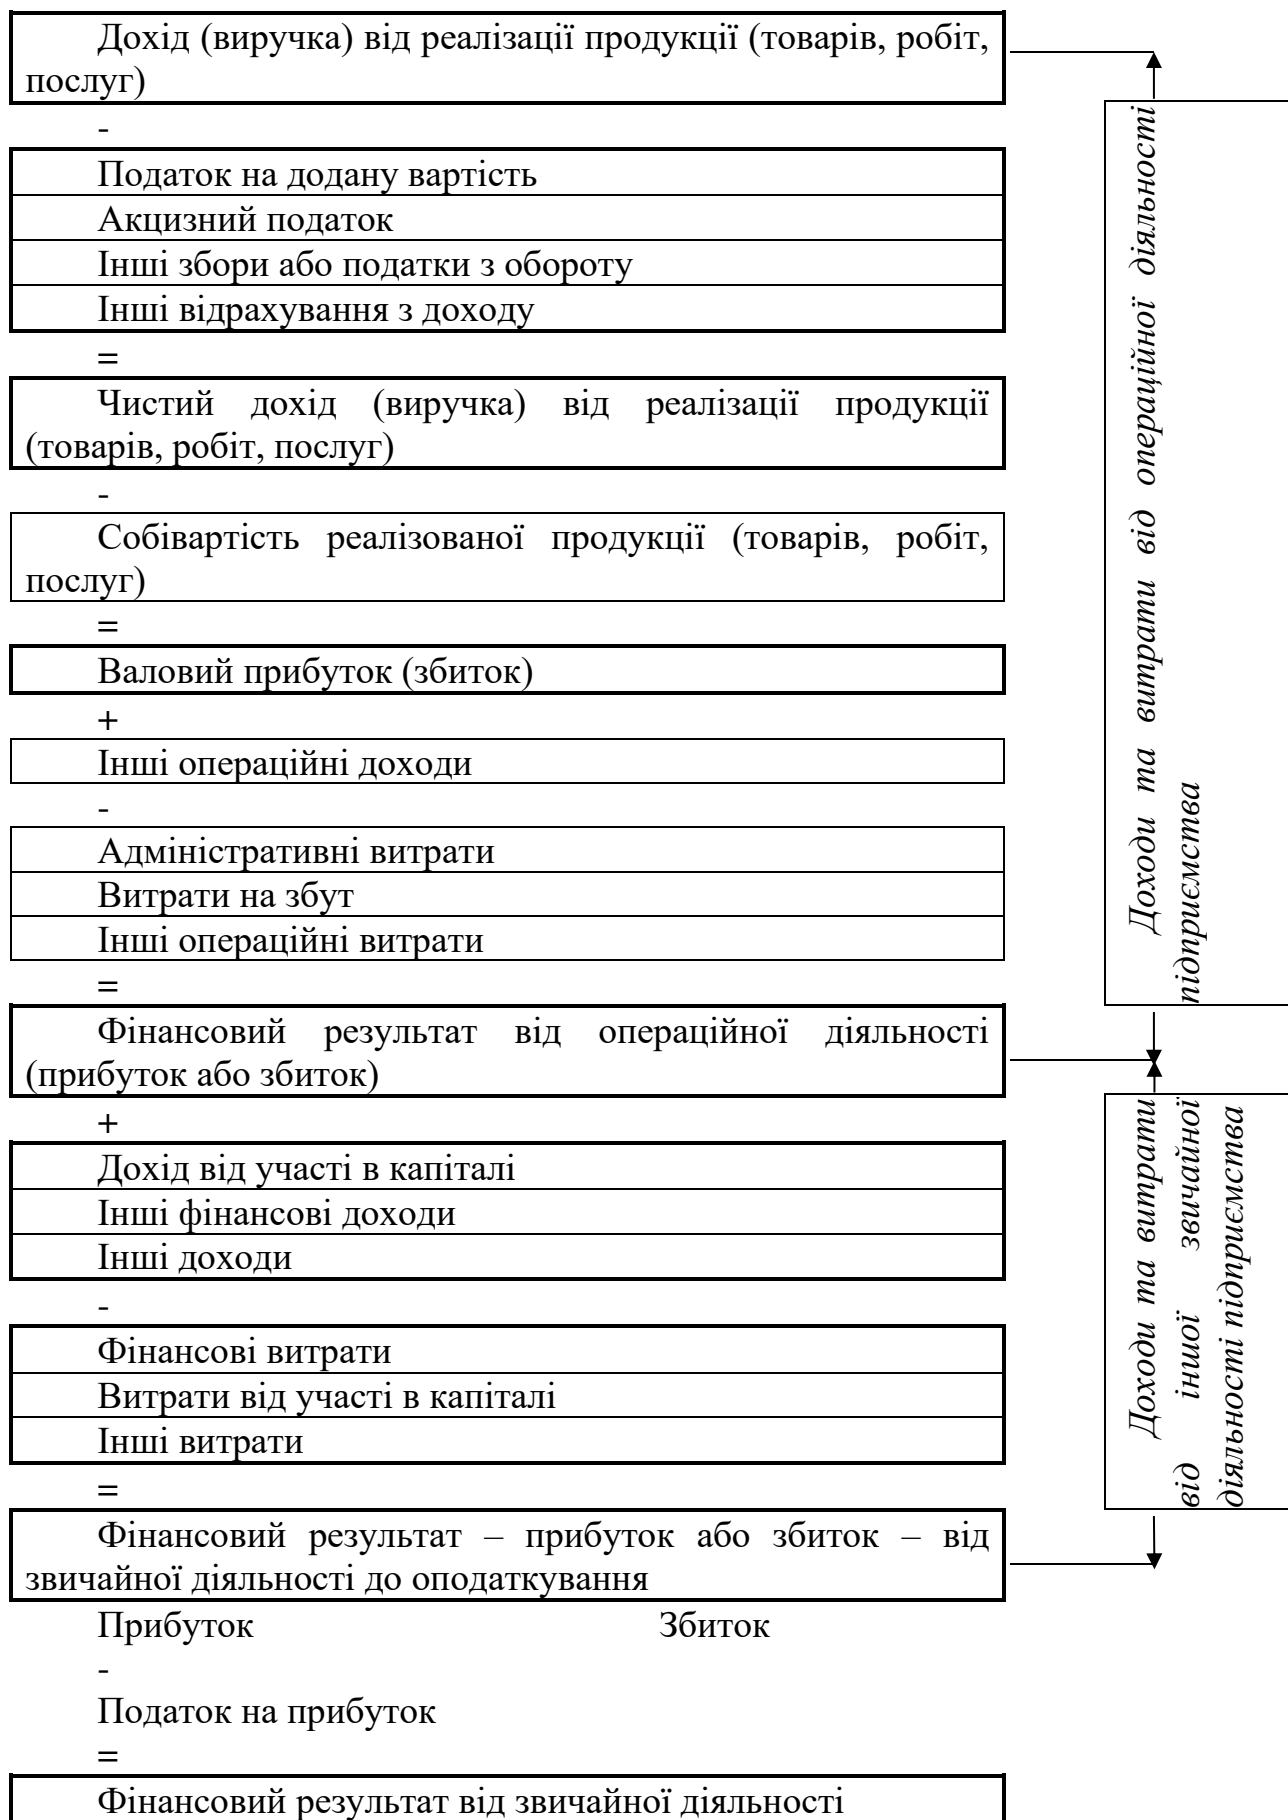 Дохід (виручка) від реалізації продукції (товарів, робіт,
послуг)
-
Податок на додану вартість
Акцизний податок
Інші збори або податки з обороту
Інші відрахування з доходу
=
Чистий дохід (виручка) від реалізації продукції
(товарів, робіт, послуг)
-
Собівартість реалізованої продукції (товарів, робіт,
послуг)
=
Валовий прибуток (збиток)
+
Інші операційні доходи
-
Адміністративні витрати
Витрати на збут
Інші операційні витрати
=
Фінансовий результат від операційної діяльності
(прибуток або збиток)
+
Дохід від участі в капіталі
Інші фінансові доходи
Інші доходи
-
Фінансові витрати
Витрати від участі в капіталі
Інші витрати
=
Фінансовий результат – прибуток або збиток – від
звичайної діяльності до оподаткування
Прибуток Збиток
-
Податок на прибуток
=
Фінансовий результат від звичайної діяльності
Доходи та витрати від операційної діяльності
підприємства
Доходи та витрати
від іншої звичайної
діяльності підприємства